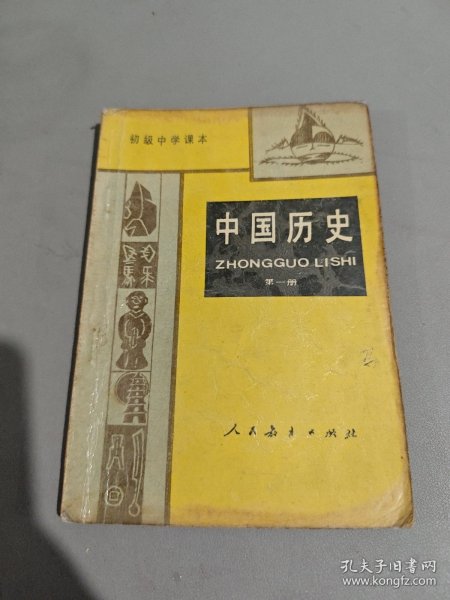 初级中学课本
中国历史
ZHONGGUO LISHI
第一册
人民教育出版社
孔夫子旧书网
www.kongfz.com